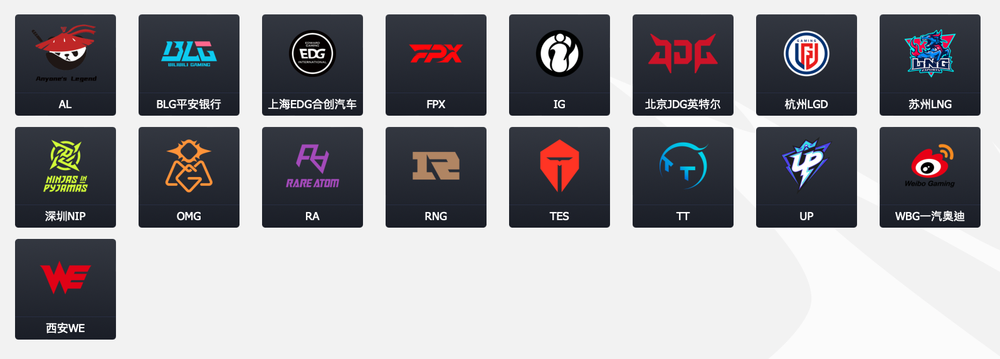 Anyone's Legend
AL
BLG
BILIBILI GAMING
BLG平安银行
EDWARD
GAMING
EDG
INTERNATIONAL
上海EDG合创汽车
FPX
FPX
IG
JDG
北京JDG英特尔
GAMING
LGD
杭州LGD
LNG
ESPORTS
苏州LNG
NINJAS IN
PYJAMAS
深圳NIP
OMG
RA
RARE ATOM
RA
R
RNG
TES
TT
TT
UP
UP
Weibo Gaming
WBG一汽奥迪
WE
西安WE